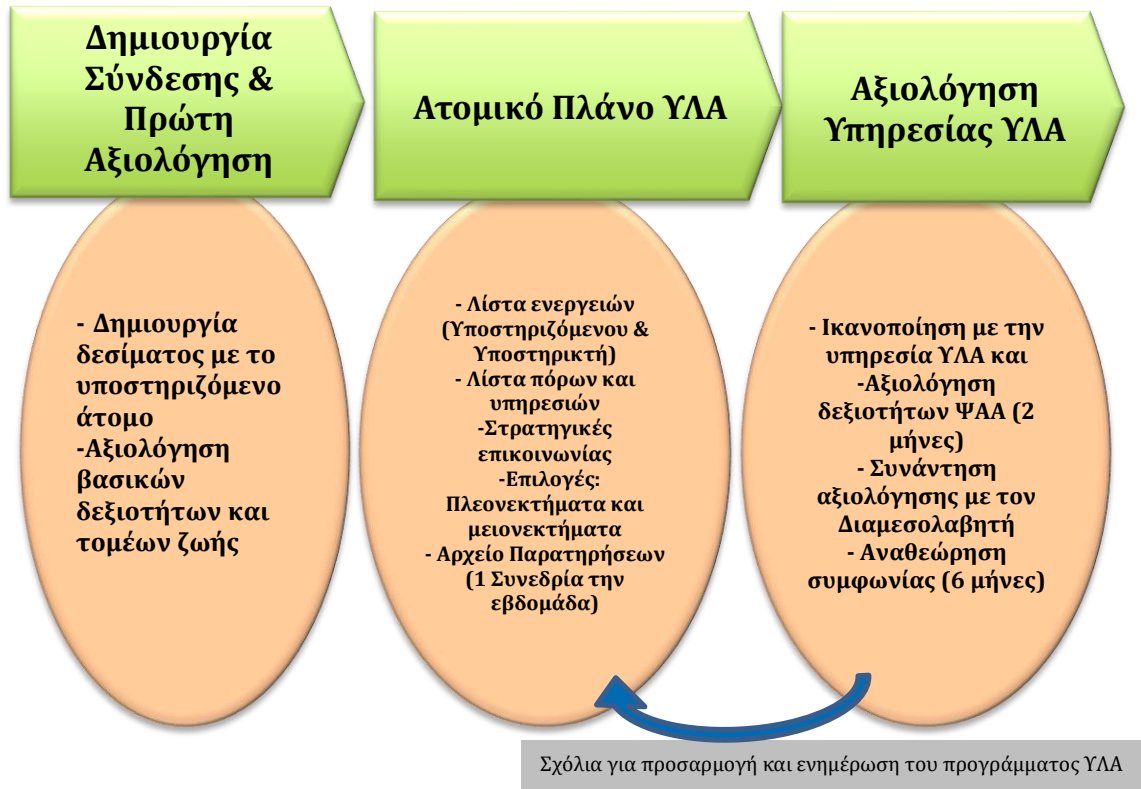 Δημιουργία
Σύνδεσης &
Πρώτη
Αξιολόγηση
Ατομικό Πλάνο ΥΛΑ
Αξιολόγηση
Υπηρεσίας ΥΛΑ
- Δημιουργία
δεσίματος με το
υποστηριζόμενο
άτομο
-Αξιολόγηση
βασικών
δεξιοτήτων και
τομέων ζωής
- Λίστα ενεργειών
(Υποστηριζόμενου &
Υποστηρικτή)
- Λίστα πόρων και
υπηρεσιών
-Στρατηγικές
επικοινωνίας
-Επιλογές:
Πλεονεκτήματα και
μειονεκτήματα
- Αρχείο Παρατηρήσεων
(1 Συνεδρία την
εβδομάδα)
- Ικανοποίηση με την
υπηρεσία ΥΛΑ και
-Αξιολόγηση
δεξιοτήτων ΨΑΑ (2
μήνες)
- Συνάντηση
αξιολόγησης με τον
Διαμεσολαβητή
- Αναθεώρηση
συμφωνίας (6 μήνες)
Σχόλια για προσαρμογή και ενημέρωση του προγράμματος ΥΛΑ